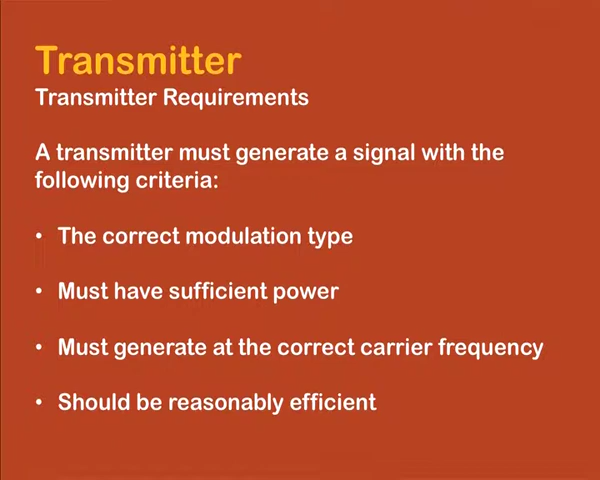 Transmitter
Transmitter Requirements
A transmitter must generate a signal with the
following criteria:
• The correct modulation type
• Must have sufficient power
• Must generate at the correct carrier frequency
• Should be reasonably efficient